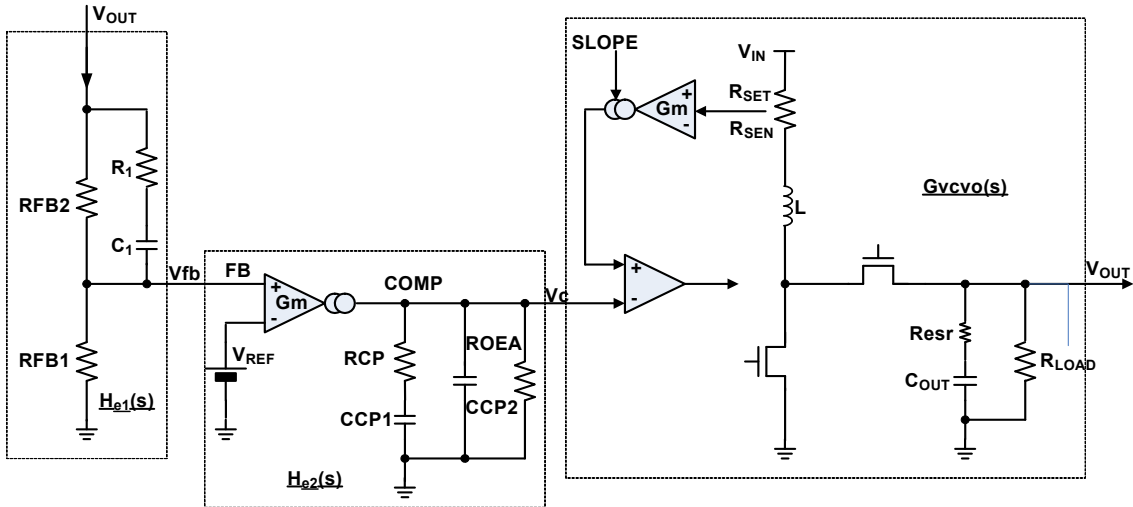 VOUT
R1
RFB2
C1
Vfb
RFB1
He1(s)
FB
Gm
+
-
VREF
COMP
Vc
RCP
ROEA
CCP1
CCP2
He2(s)
SLOPE
VIN
Gm
+
-
RSET
RSEN
L
Gvcvo(s)
+
-
VOUT
Resr
COUT
RLOAD